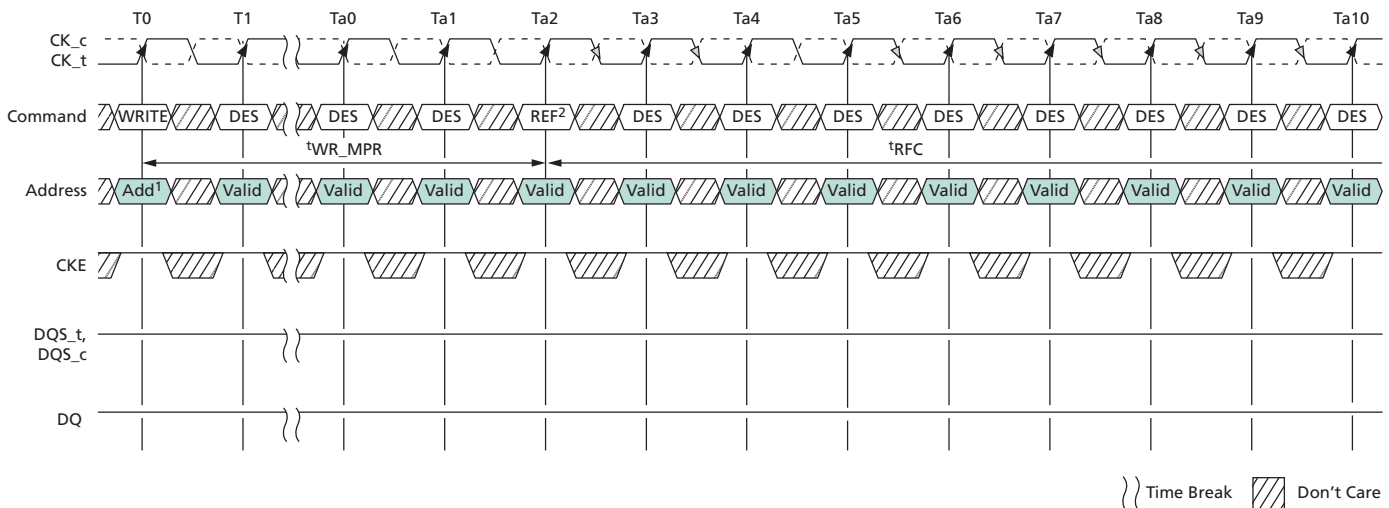 T0 T1 Ta0 Ta1 Ta2 Ta3 Ta4 Ta5 Ta6 Ta7 Ta8 Ta9 Ta10
CK_c
CK_t
Command WRITE DES DES DES REF² DES DES DES DES DES DES DES DES
ᵗWR_MPR ᵗRFC
Address Add¹ Valid Valid Valid Valid Valid Valid Valid Valid Valid Valid Valid Valid
CKE
DQS_t,
DQS_c
DQ
Time Break Don't Care